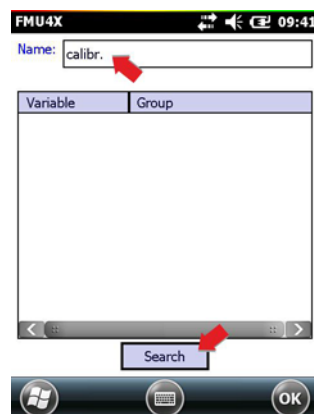 FMU4X 09:41
Name: calibr.
Variable Group
Search
OK